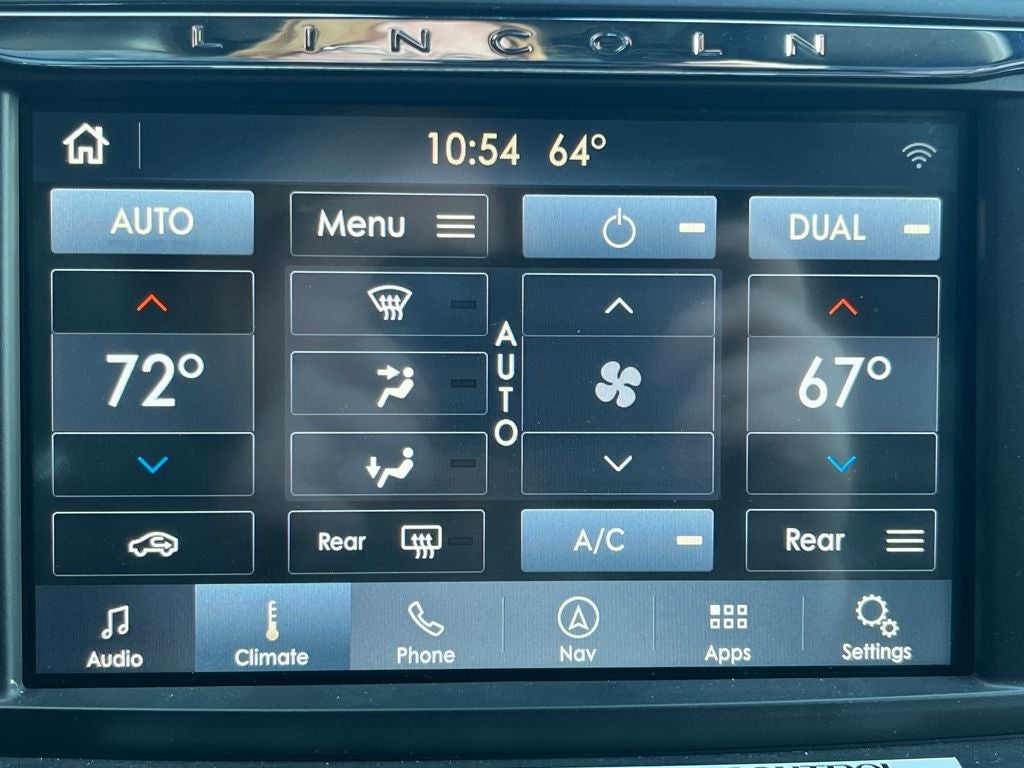 LINCOLN
10:54 64°
AUTO
Menu
DUAL
72°
AUTO
67°
Rear
A/C
Rear
Audio
Climate
Phone
Nav
Apps
Settings